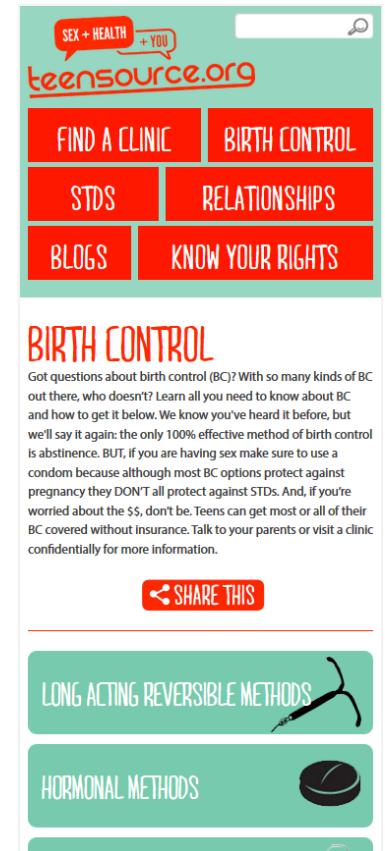 SEX + HEALTH
+ YOU
teensource.org
FIND A CLINIC
BIRTH CONTROL
STDS
RELATIONSHIPS
BLOGS
KNOW YOUR RIGHTS
BIRTH CONTROL
Got questions about birth control (BC)? With so many kinds of BC
out there, who doesn't? Learn all you need to know about BC
and how to get it below. We know you've heard it before, but
we'll say it again: the only 100% effective method of birth control
is abstinence. BUT, if you are having sex make sure to use a
condom because although most BC options protect against
pregnancy they DON'T all protect against STDs. And, if you're
worried about the $$, don't be. Teens can get most or all of their
BC covered without insurance. Talk to your parents or visit a clinic
confidentially for more information.
SHARE THIS
LONG ACTING REVERSIBLE METHODS
HORMONAL METHODS